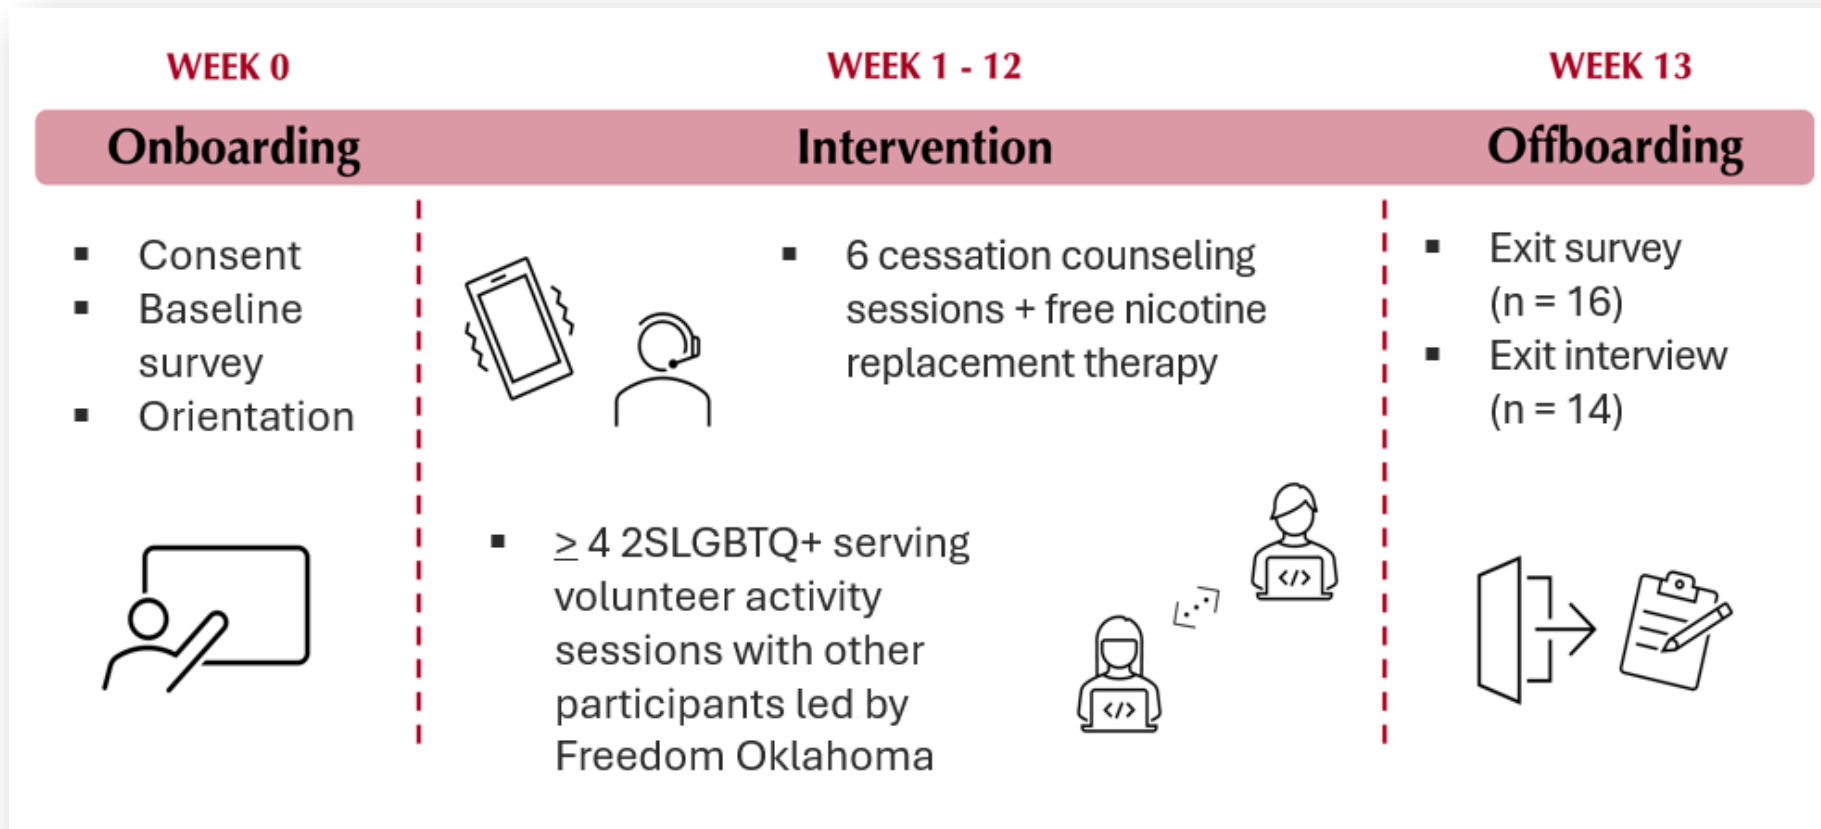 WEEK 0
WEEK 1 - 12
WEEK 13
Onboarding
Intervention
Offboarding
▪ Consent
▪ Baseline
survey
▪ Orientation
▪ 6 cessation counseling
sessions + free nicotine
replacement therapy
▪ ≥ 4 2SLGBTQ+ serving
volunteer activity
sessions with other
participants led by
Freedom Oklahoma
</>
</>
▪ Exit survey
(n = 16)
▪ Exit interview
(n = 14)